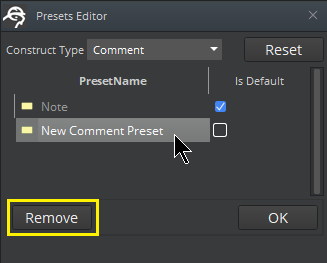 Presets Editor
Construct Type Comment Reset
PresetName Is Default
Note
New Comment Preset
Remove OK